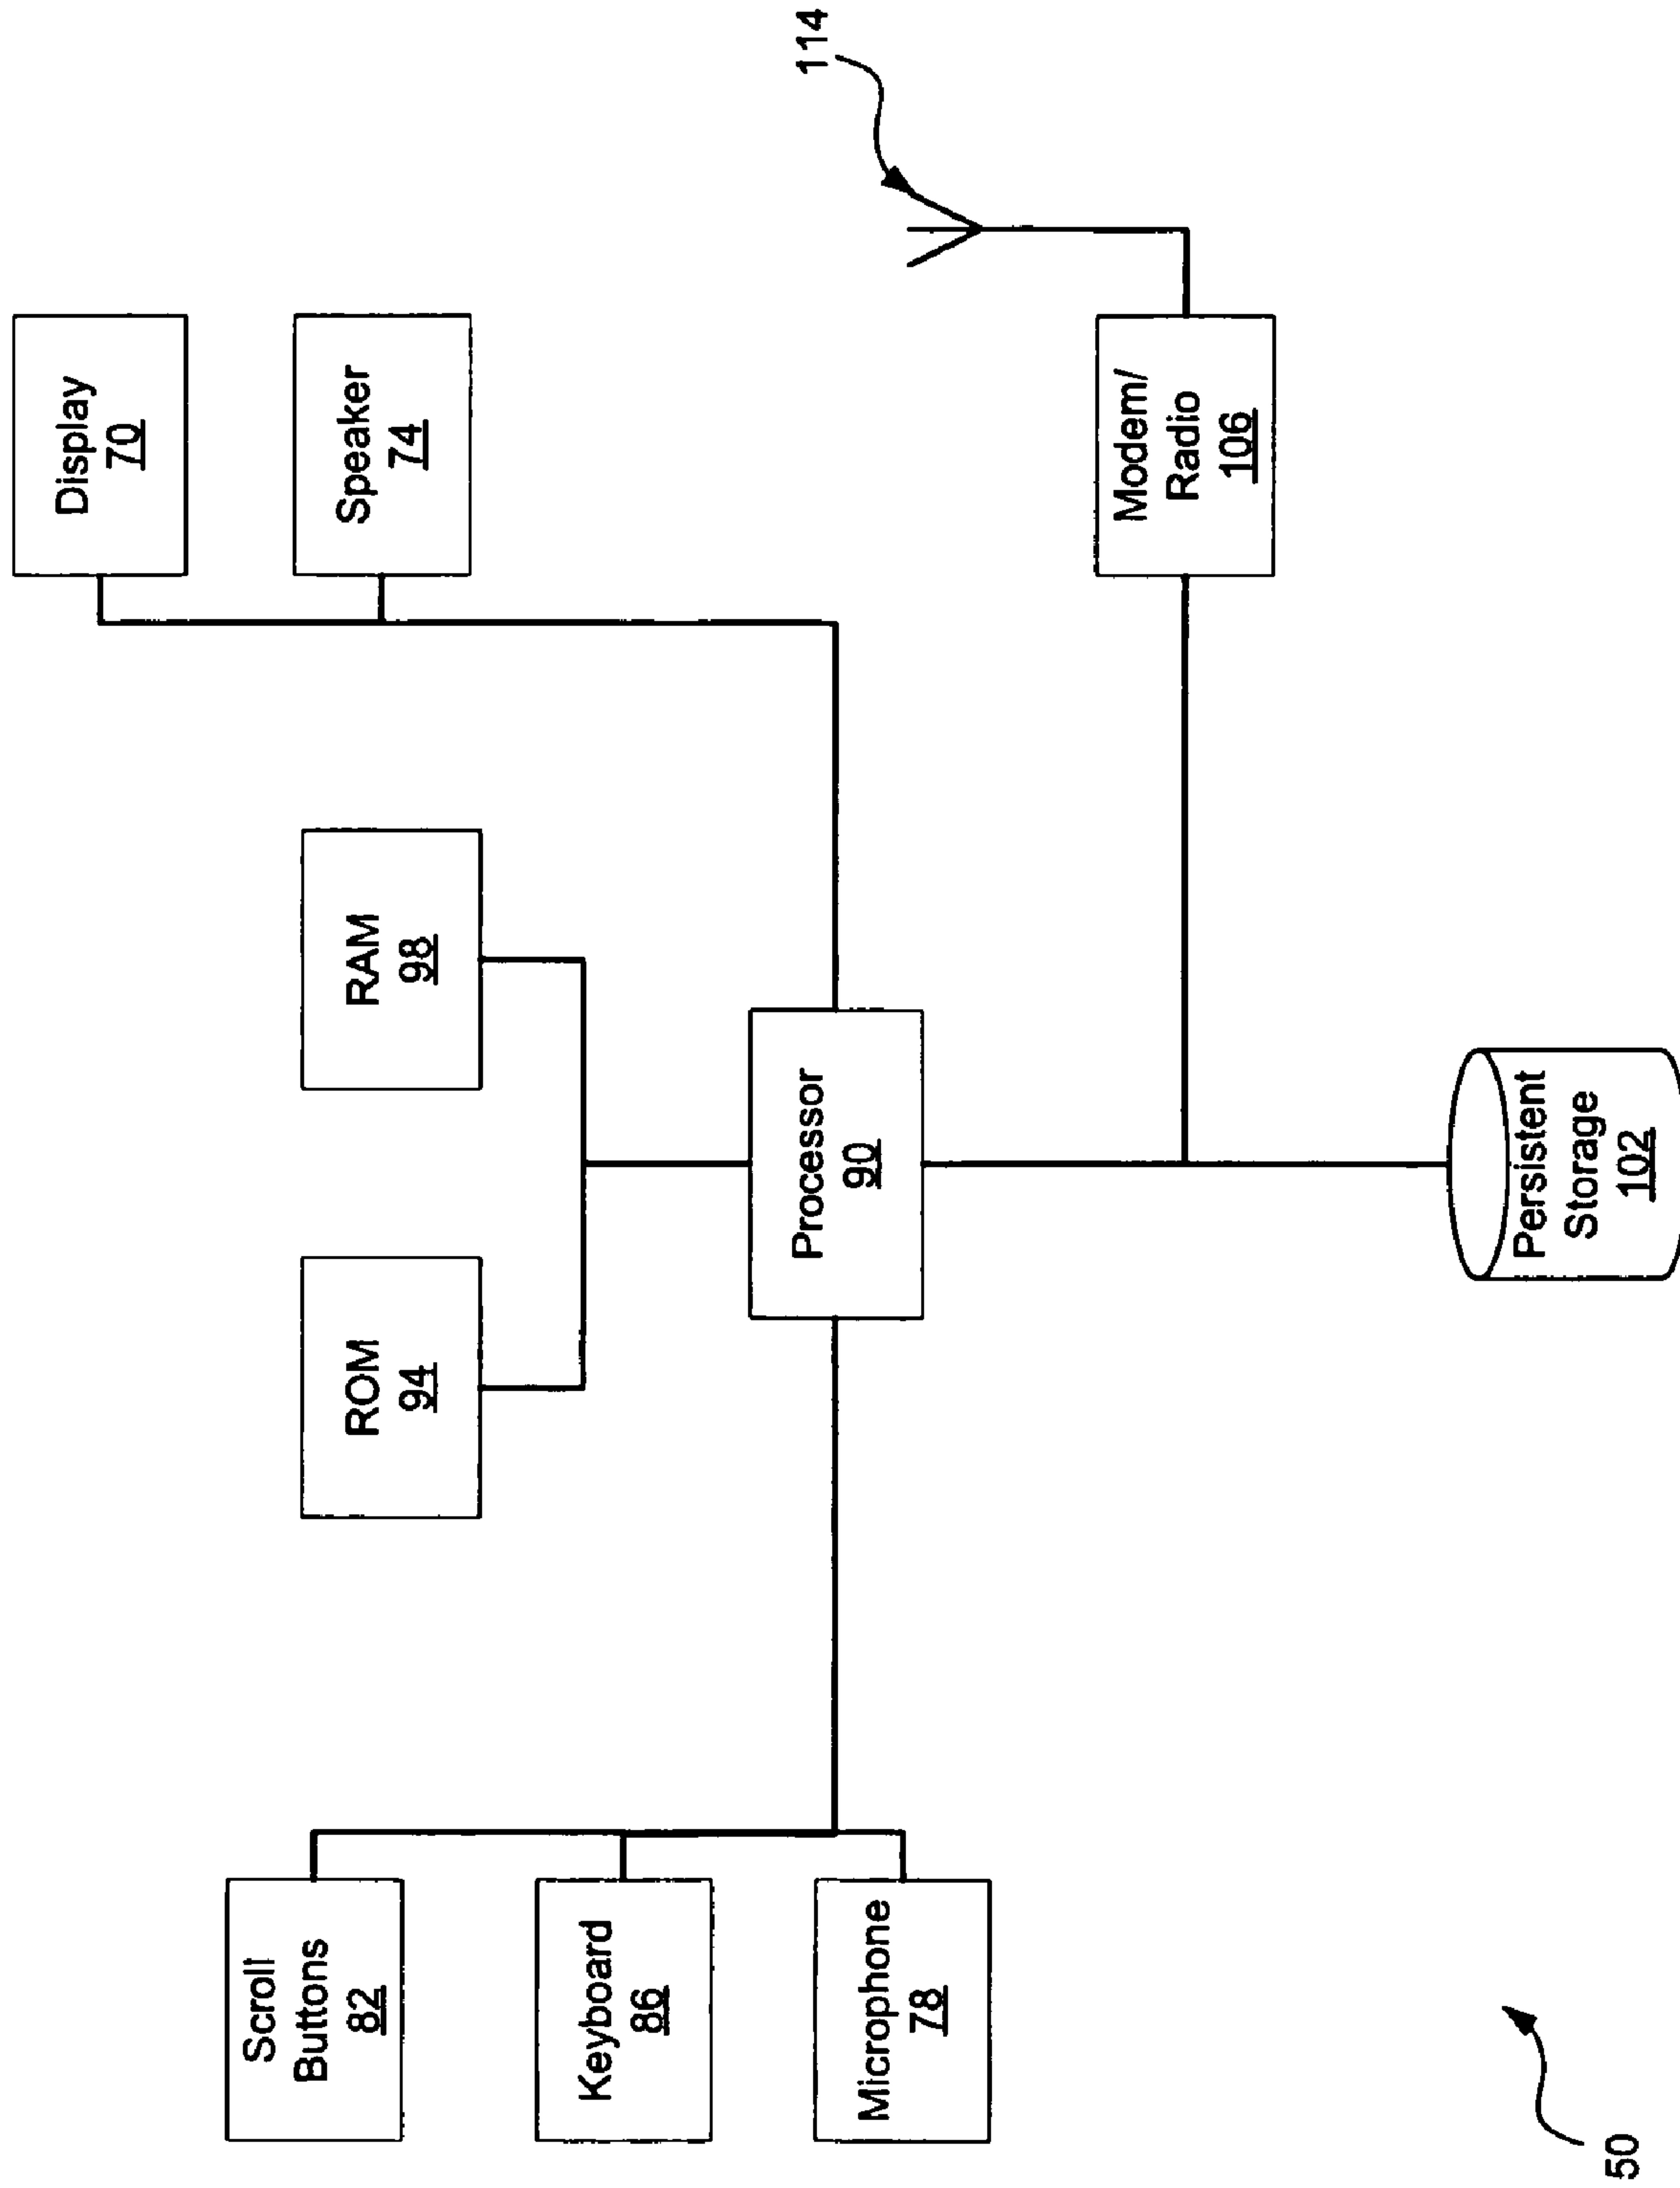 Scroll
Buttons
82
Keyboard
86
Microphone
78
ROM
94
RAM
98
Processor
90
Persistent
Storage
102
Display
70
Speaker
74
Modem/
Radio
106
114
50